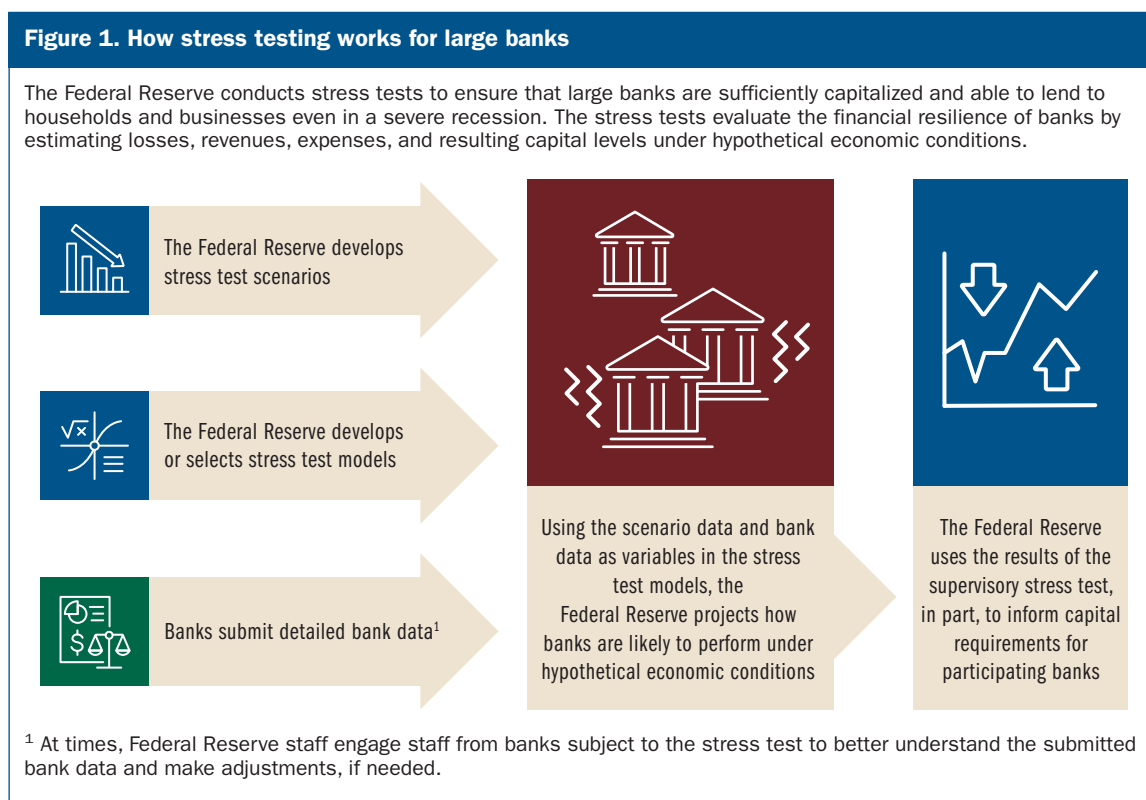 Figure 1. How stress testing works for large banks
The Federal Reserve conducts stress tests to ensure that large banks are sufficiently capitalized and able to lend to
households and businesses even in a severe recession. The stress tests evaluate the financial resilience of banks by
estimating losses, revenues, expenses, and resulting capital levels under hypothetical economic conditions.
The Federal Reserve develops
stress test scenarios
√x
The Federal Reserve develops
or selects stress test models
$
Banks submit detailed bank data¹
Using the scenario data and bank
data as variables in the stress
test models, the
Federal Reserve projects how
banks are likely to perform under
hypothetical economic conditions
The Federal Reserve
uses the results of the
supervisory stress test,
in part, to inform capital
requirements for
participating banks
¹ At times, Federal Reserve staff engage staff from banks subject to the stress test to better understand the submitted
bank data and make adjustments, if needed.